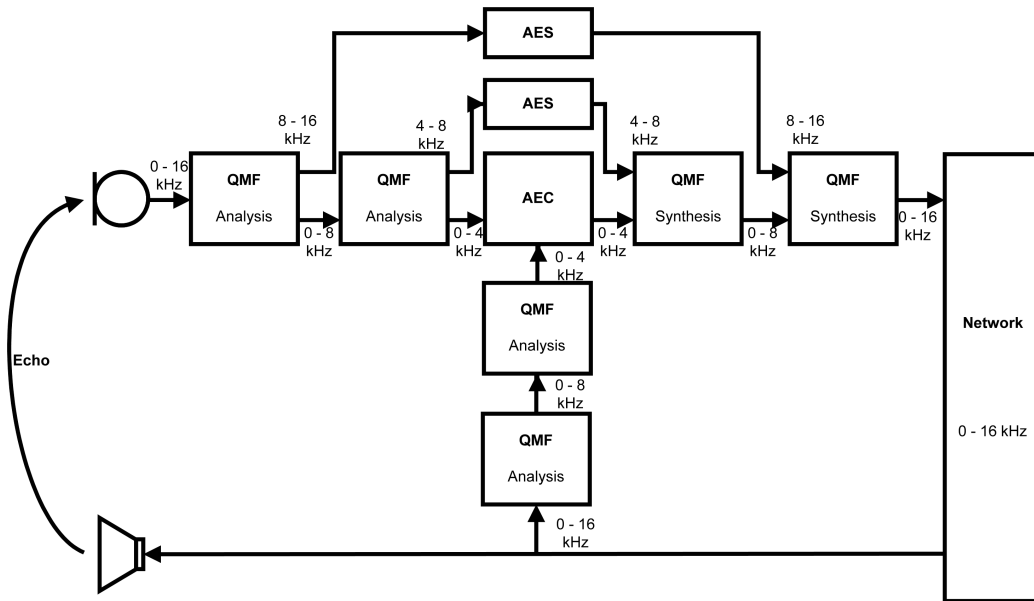 AES
AES
8 - 16
kHz
4 - 8
kHz
4 - 8
kHz
8 - 16
kHz
0 - 16
kHz
QMF
Analysis
QMF
Analysis
AEC
QMF
Synthesis
QMF
Synthesis
0 - 8
kHz
0 - 4
kHz
0 - 4
kHz
0 - 8
kHz
0 - 16
kHz
0 - 4
kHz
QMF
Analysis
Network
Echo
0 - 8
kHz
0 - 16 kHz
QMF
Analysis
0 - 16
kHz